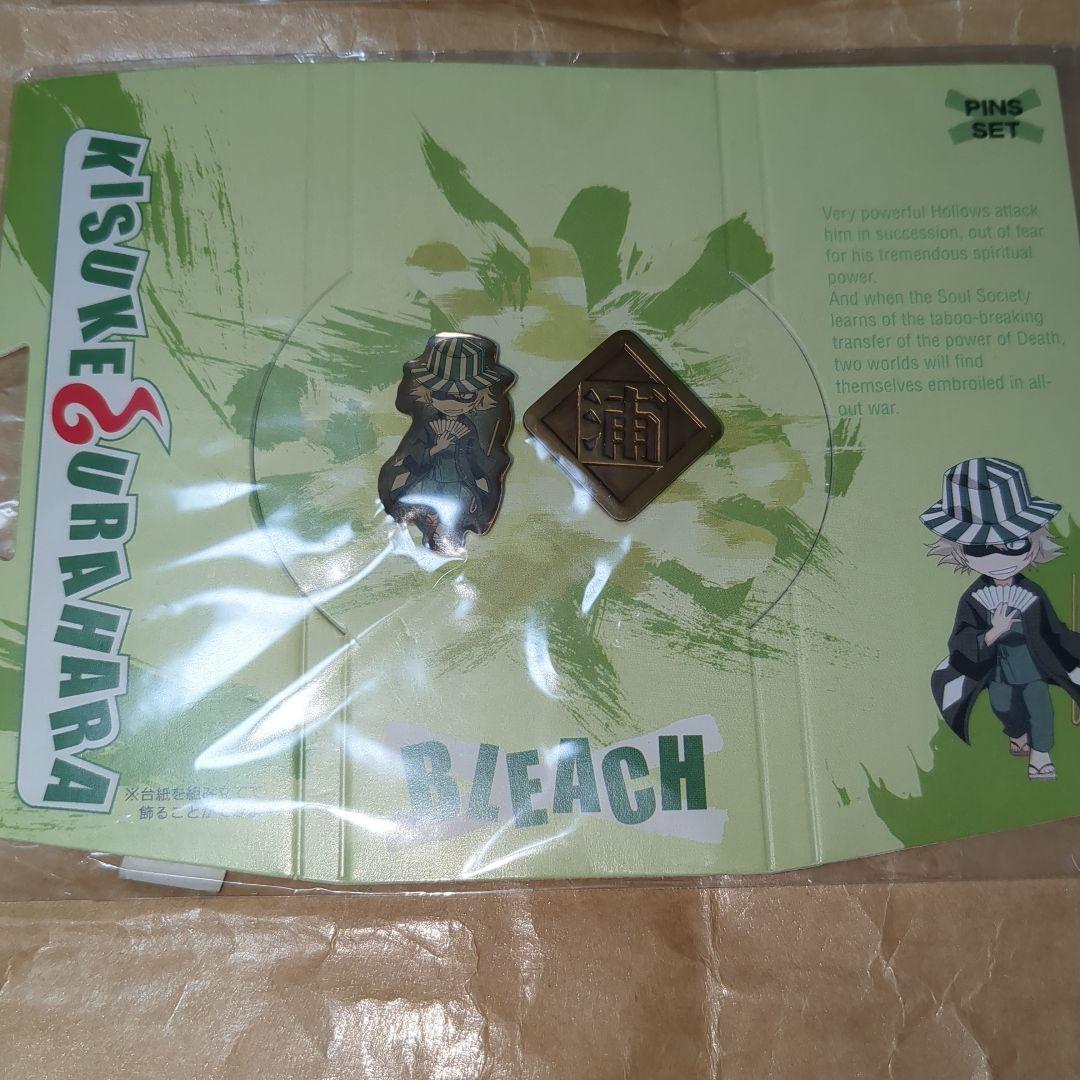 KISUKE URAHARA
PINS
SET
Very powerful Hollows attack
him in succession, out of fear
for his tremendous spiritual
power.
And when the Soul Society
learns of the taboo-breaking
transfer of the power of Death,
two worlds will find
themselves embroiled in all-
out war.
浦
BLEACH
※台紙を組み立てて
飾ることが